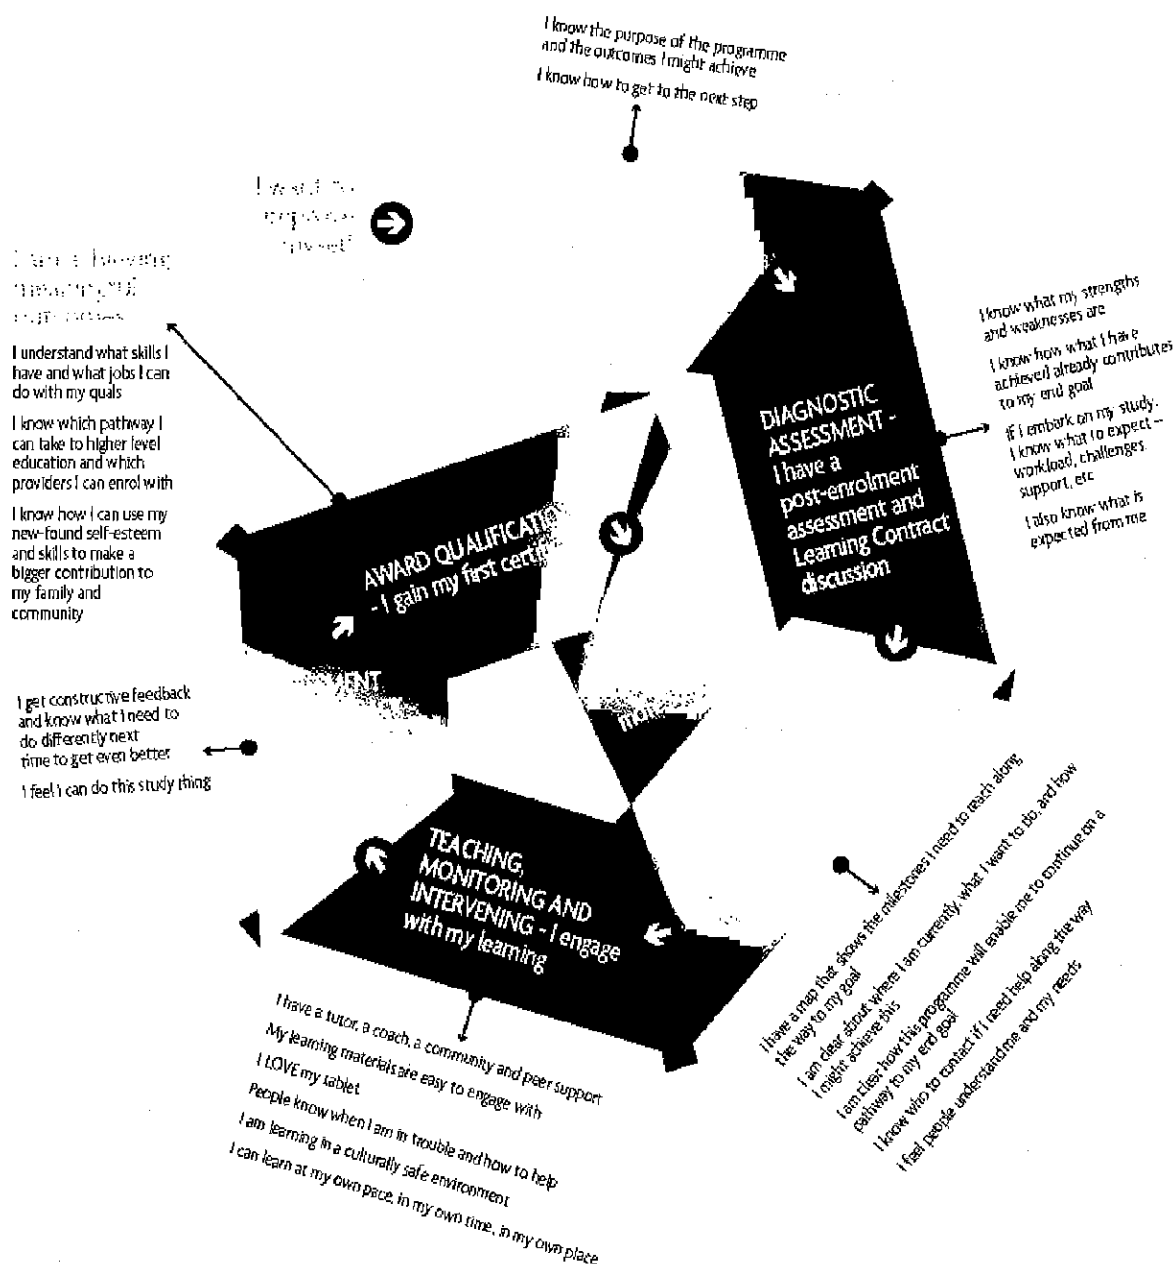 I know the purpose of the programme
and the outcomes I might achieve
I know how to get to the next step
I want to
improve
myself
I am achieving
meaningful
outcomes
I understand what skills I
have and what jobs I can
do with my quals
I know which pathway I
can take to higher level
education and which
providers I can enrol with
I know how I can use my
new-found self-esteem
and skills to make a
bigger contribution to
my family and
community
I get constructive feedback
and know what I need to
do differently next
time to get even better
I feel I can do this study thing
AWARD QUALIFICATIO
- I gain my first certif
DIAGNOSTIC
ASSESSMENT -
I have a
post-enrolment
assessment and
Learning Contract
discussion
I know what my strengths
and weaknesses are
I know how what I have
achieved already contributes
to my end goal
If I embark on my study,
I know what to expect –
workload, challenges,
support, etc
I also know what is
expected from me
TEACHING,
MONITORING AND
INTERVENING - I engage
with my learning
I have a tutor, a coach, a community and peer support
My learning materials are easy to engage with
I LOVE my tablet
People know when I am in trouble and how to help
I am learning in a culturally safe environment
I can learn at my own pace, in my own time, in my own place
I have a map that shows the milestones I need to reach along
the way to my goal
I am clear about where I am currently, what I want to do, and how
I might achieve this
I am clear how this programme will enable me to continue on a
pathway to my end goal
I know who to contact if I need help along the way
I feel people understand me and my needs